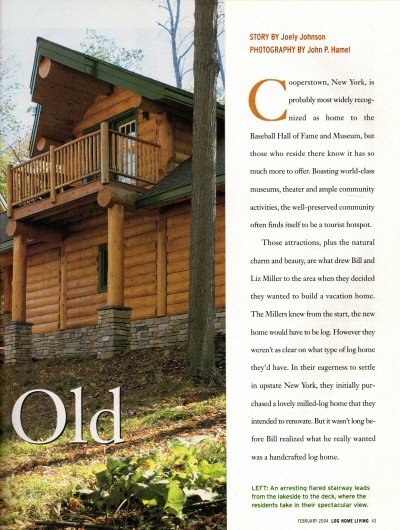 STORY BY Joely Johnson
PHOTOGRAPHY BY John P. Hamel
Cooperstown, New York, is
probably most widely recog-
nized as home to the
Baseball Hall of Fame and Museum, but
those who reside there know it has so
much more to offer. Boasting world-class
museums, theater and ample community
activities, the well-preserved community
often finds itself to be a tourist hotspot.
Those attractions, plus the natural
charm and beauty, are what drew Bill and
Liz Miller to the area when they decided
they wanted to build a vacation home.
The Millers knew from the start, the new
home would have to be log. However they
weren't as clear on what type of log home
they'd have. In their eagerness to settle
in upstate New York, they initially pur-
chased a lovely milled-log home that they
intended to renovate. But it wasn't long be-
fore Bill realized what he really wanted
was a handcrafted log home.
Old
LEFT: An arresting flared stairway leads
from the lakeside to the deck, where the
residents take in their spectacular view.
FEBRUARY 2004 LOG HOME LIVING 43